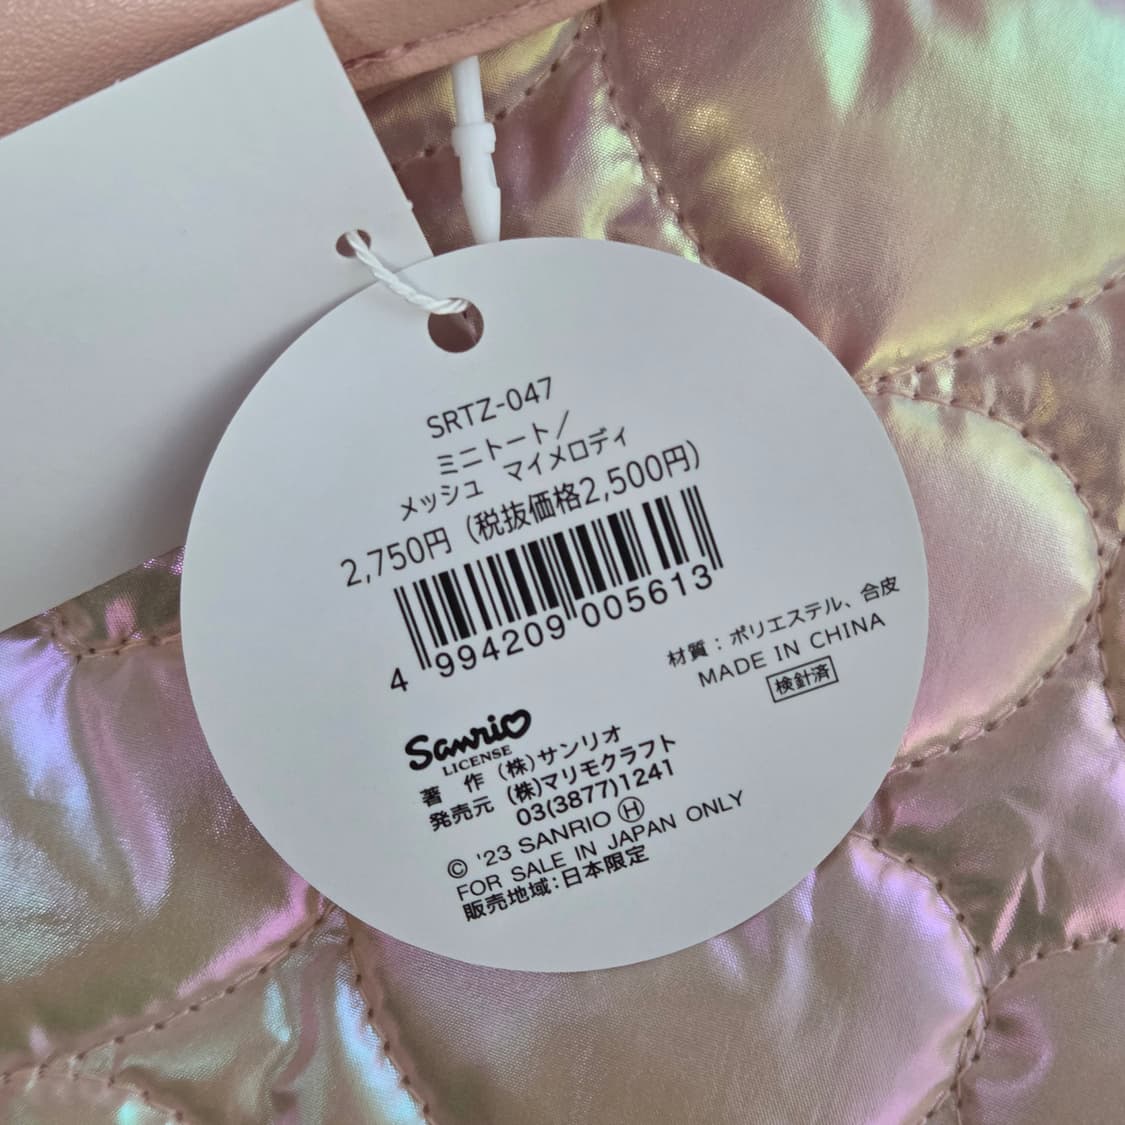 SRTZ-047
ミニトート/
メッシュ マイメロディ
2,750円 (税抜価格2,500円)
4 994209 005613
材質：ポリエステル、合皮
MADE IN CHINA
検針済
Sanrio
LICENSE
著 作 (株)サンリオ
発売元 (株)マリモクラフト
03(3877)1241
© '23 SANRIO Ⓗ
FOR SALE IN JAPAN ONLY
販売地域：日本限定